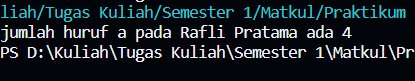 liah/Tugas Kuliah/Semester 1/Matkul/Praktikum
jumlah huruf a pada Rafli Pratama ada 4
PS D:\Kuliah\Tugas Kuliah\Semester 1\Matkul\Pr